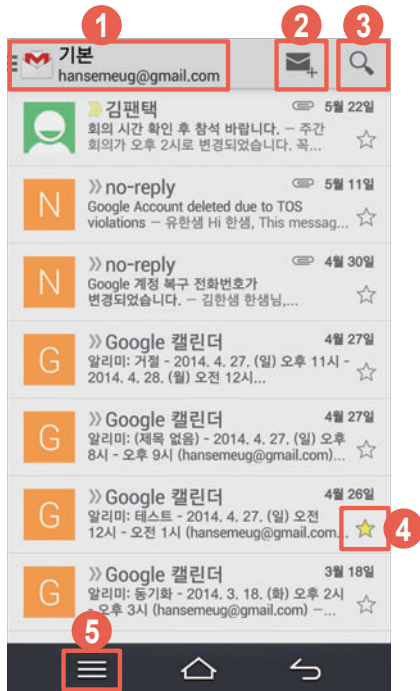 1
2
3
기본
hansemeug@gmail.com
김팬택 5월 22일
회의 시간 확인 후 참석 바랍니다. – 주간
회의가 오후 2시로 변경되었습니다. 꼭...
N
no-reply 5월 11일
Google Account deleted due to TOS
violations – 유한샘 Hi 한샘, This messag...
N
no-reply 4월 30일
Google 계정 복구 전화번호가
변경되었습니다. – 김한샘 한샘님,...
G
Google 캘린더 4월 27일
알리미: 거절 - 2014. 4. 27. (일) 오후 11시 -
2014. 4. 28. (월) 오전 12시...
G
Google 캘린더 4월 27일
알리미: (제목 없음) - 2014. 4. 27. (일) 오후
8시 - 오후 9시 (hansemeug@gmail.com)...
G
Google 캘린더 4월 26일
알리미: 테스트 - 2014. 4. 27. (일) 오전
12시 - 오전 1시 (hansemeug@gmail.com...
4
G
Google 캘린더 3월 18일
알리미: 동기화 - 2014. 3. 18. (화) 오후 2시
- 오후 3시 (hansemeug@gmail.com) –...
5